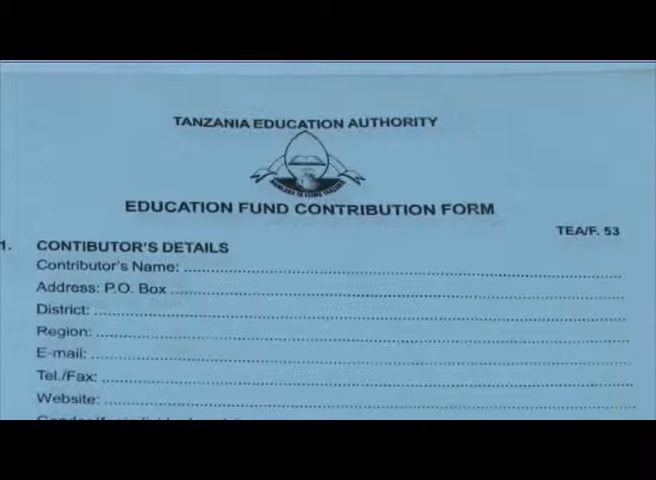 TANZANIA EDUCATION AUTHORITY
EDUCATION FUND CONTRIBUTION FORM
TEA/F. 53
1. CONTIBUTOR'S DETAILS
Contributor's Name:
Address: P.O. Box
District:
Region:
E-mail:
Tel./Fax:
Website: